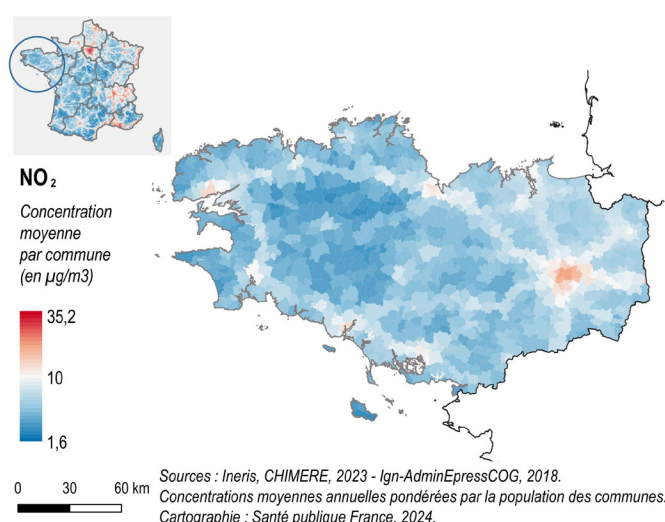 NO2
Concentration
moyenne
par commune
(en µg/m3)
35,2
10
1,6
0 30 60 km
Sources : Ineris, CHIMERE, 2023 - Ign-AdminEpressCOG, 2018.
Concentrations moyennes annuelles pondérées par la population des communes.
Cartographie : Santé publique France, 2024.